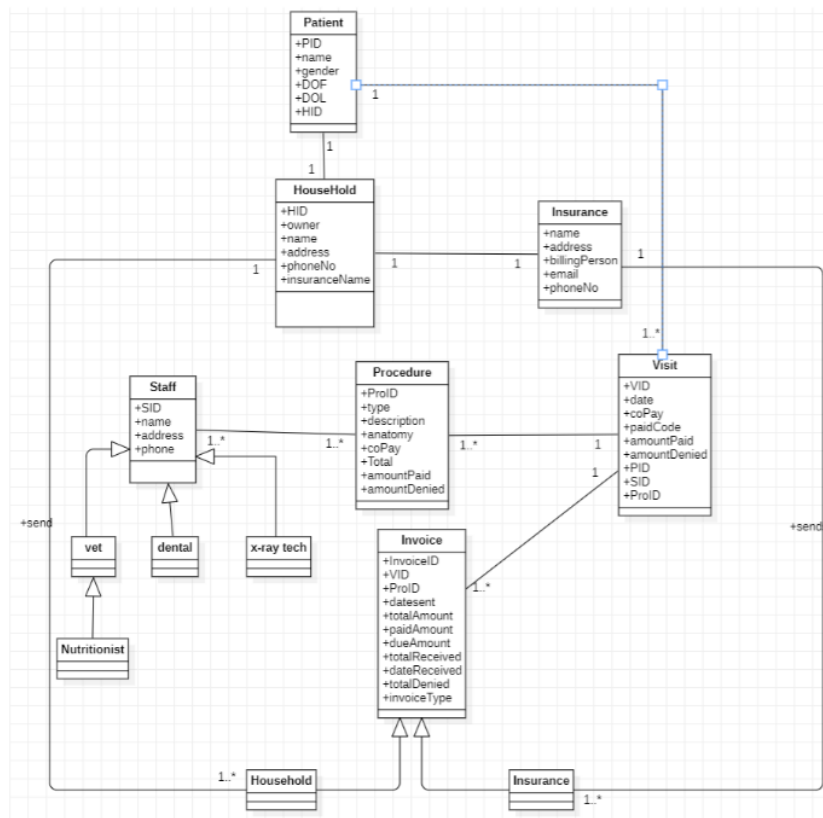 Patient
+PID
+name
+gender
+DOF
+DOL
+HID
1
1
1
HouseHold
+HID
+owner
+name
+address
+phoneNo
+insuranceName
1
1
1
Insurance
+name
+address
+billingPerson
+email
+phoneNo
1
1..*
Staff
+SID
+name
+address
+phone
1..*
1..*
Procedure
+ProID
+type
+description
+anatomy
+coPay
+Total
+amountPaid
+amountDenied
1..*
1
1
Visit
+VID
+date
+coPay
+paidCode
+amountPaid
+amountDenied
+PID
+SID
+ProID
+send
+send
vet
dental
x-ray tech
Nutritionist
Invoice
+InvoiceID
+VID
+ProID
+datesent
+totalAmount
+paidAmount
+dueAmount
+totalReceived
+dateReceived
+totalDenied
+invoiceType
1..*
1..*
Household
Insurance
1..*